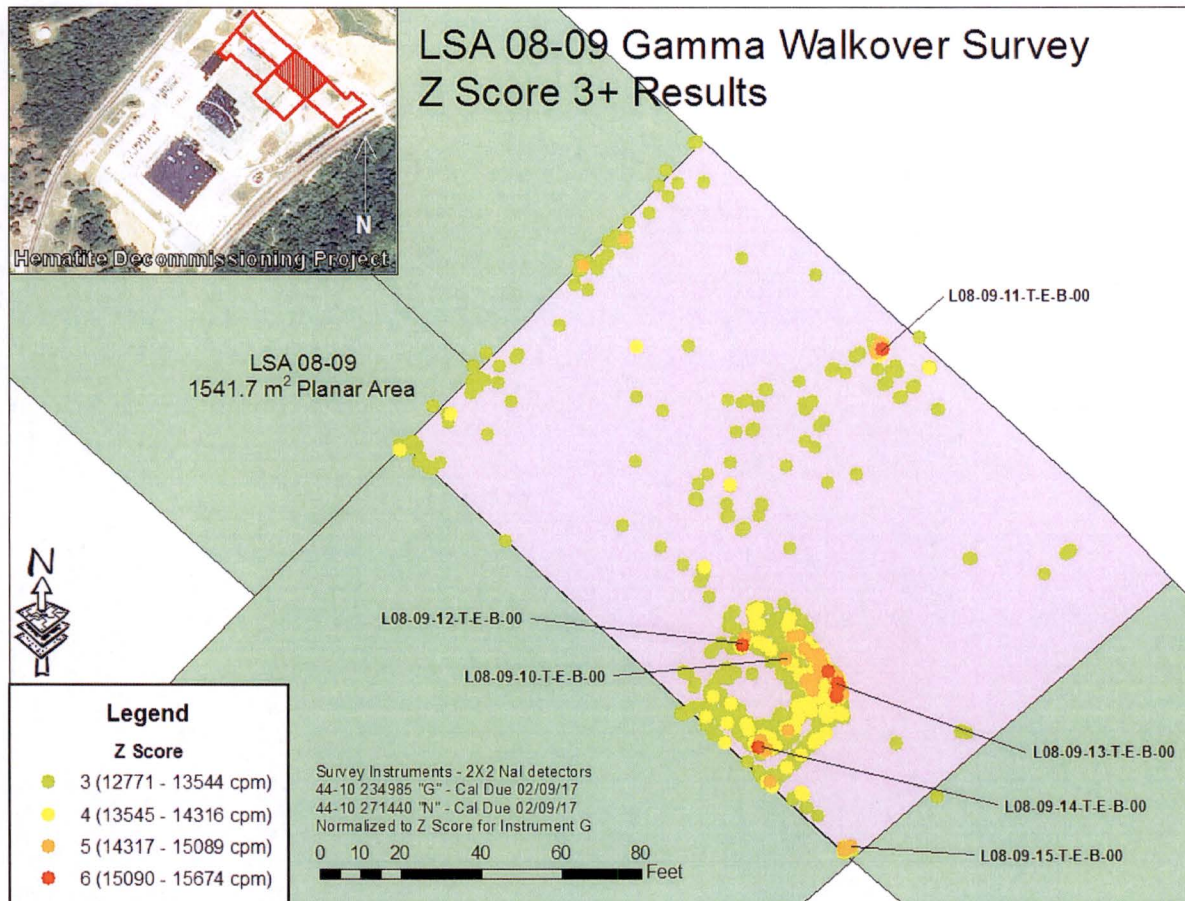 LSA 08-09 Gamma Walkover Survey
Z Score 3+ Results
N
Hematite Decommissioning Project
L08-09-11-T-E-B-00
LSA 08-09
1541.7 m² Planar Area
N
L08-09-12-T-E-B-00
L08-09-10-T-E-B-00
L08-09-13-T-E-B-00
L08-09-14-T-E-B-00
L08-09-15-T-E-B-00
Legend
Z Score
3 (12771 - 13544 cpm)
4 (13545 - 14316 cpm)
5 (14317 - 15089 cpm)
6 (15090 - 15674 cpm)
Survey Instruments - 2X2 NaI detectors
44-10 234985 "G" - Cal Due 02/09/17
44-10 271440 "N" - Cal Due 02/09/17
Normalized to Z Score for Instrument G
0 10 20 40 60 80
Feet